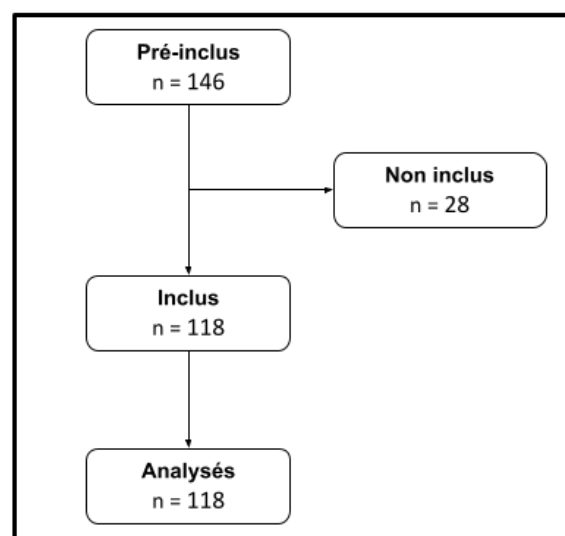 Pré-inclus
n = 146
Non inclus
n = 28
Inclus
n = 118
Analysés
n = 118